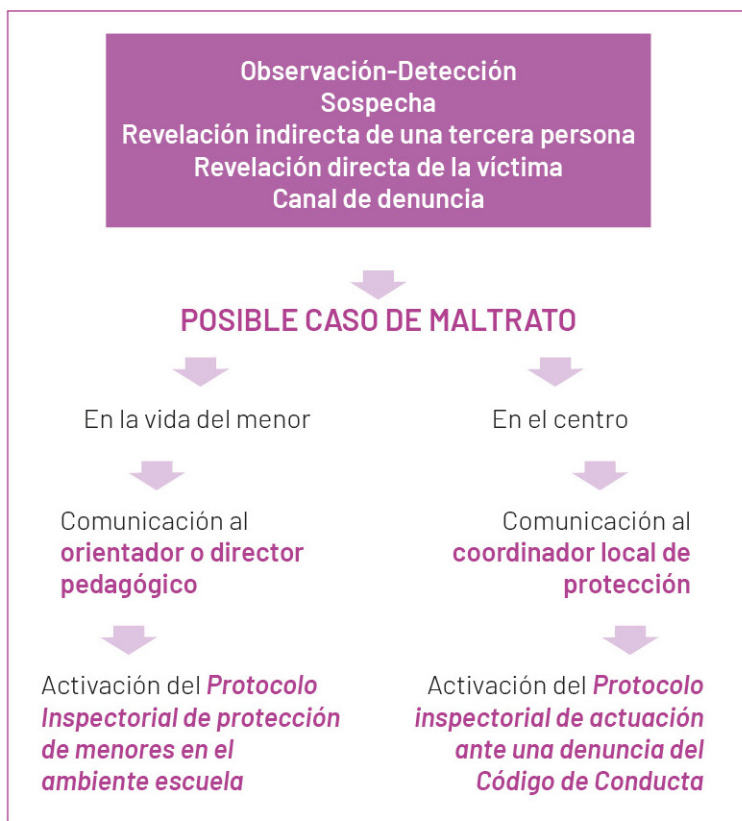 Observación-Detección
Sospecha
Revelación indirecta de una tercera persona
Revelación directa de la víctima
Canal de denuncia
POSIBLE CASO DE MALTRATO
En la vida del menor
En el centro
Comunicación al
orientador o director
pedagógico
Comunicación al
coordinador local de
protección
Activación del Protocolo
Inspectorial de protección
de menores en el
ambiente escuela
Activación del Protocolo
inspectorial de actuación
ante una denuncia del
Código de Conducta